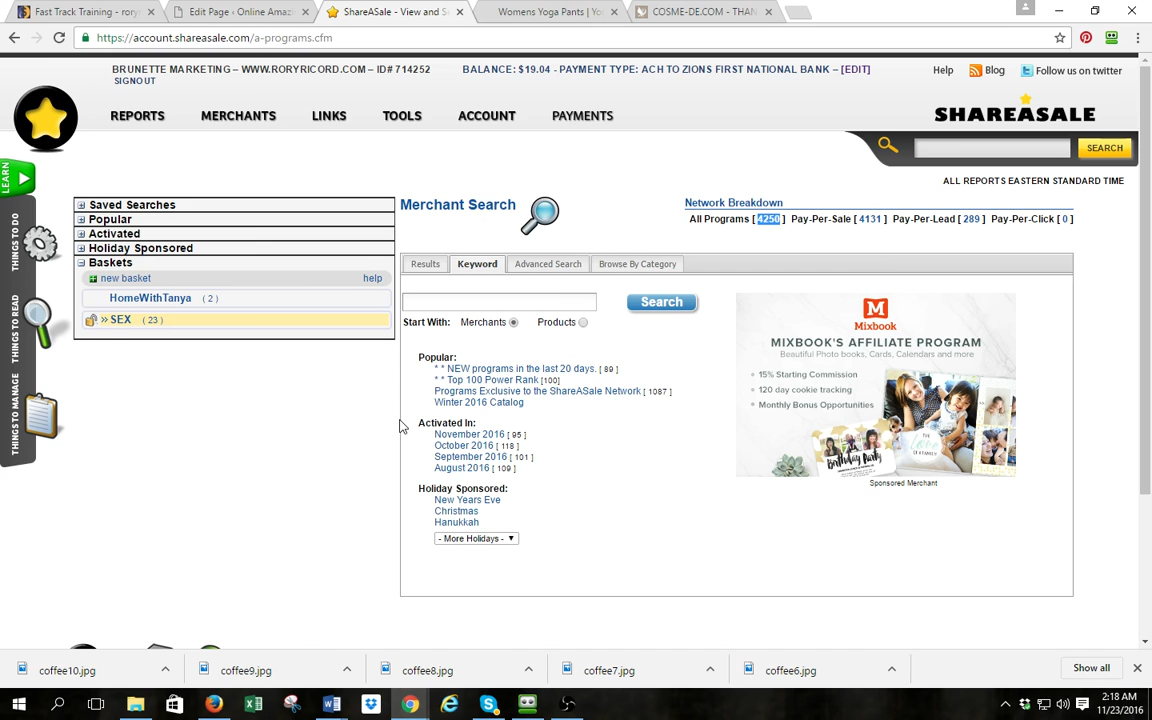 Fast Track Training - rorys
Edit Page ‹ Online Amaz
ShareASale - View and S
Womens Yoga Pants | Yo
COSME-DE.COM - THAN
https://account.shareasale.com/a-programs.cfm
BRUNETTE MARKETING – WWW.RORYRICORD.COM – ID# 714252
SIGNOUT
BALANCE: $19.04 - PAYMENT TYPE: ACH TO ZIONS FIRST NATIONAL BANK – [EDIT]
Help
Blog
Follow us on twitter
REPORTS
MERCHANTS
LINKS
TOOLS
ACCOUNT
PAYMENTS
SHAREASALE
SEARCH
ALL REPORTS EASTERN STANDARD TIME
LEARN
THINGS TO DO
THINGS TO READ
THINGS TO MANAGE
Saved Searches
Popular
Activated
Holiday Sponsored
Baskets
new basket
help
HomeWithTanya ( 2 )
>> SEX ( 23 )
Merchant Search
Network Breakdown
All Programs [ 4250 ] Pay-Per-Sale [ 4131 ] Pay-Per-Lead [ 289 ] Pay-Per-Click [ 0 ]
Results
Keyword
Advanced Search
Browse By Category
Search
Start With: Merchants Products
Popular:
* * NEW programs in the last 20 days. [ 89 ]
* * Top 100 Power Rank [100]
Programs Exclusive to the ShareASale Network [ 1087 ]
Winter 2016 Catalog
Activated In:
November 2016 [ 95 ]
October 2016 [ 118 ]
September 2016 [ 101 ]
August 2016 [ 109 ]
Holiday Sponsored:
New Years Eve
Christmas
Hanukkah
- More Holidays -
M
Mixbook
MIXBOOK'S AFFILIATE PROGRAM
Beautiful Photo books, Cards, Calendars and more
15% Starting Commission
120 day cookie tracking
Monthly Bonus Opportunities
Sponsored Merchant
coffee10.jpg
coffee9.jpg
coffee8.jpg
coffee7.jpg
coffee6.jpg
Show all
2:18 AM
11/23/2016